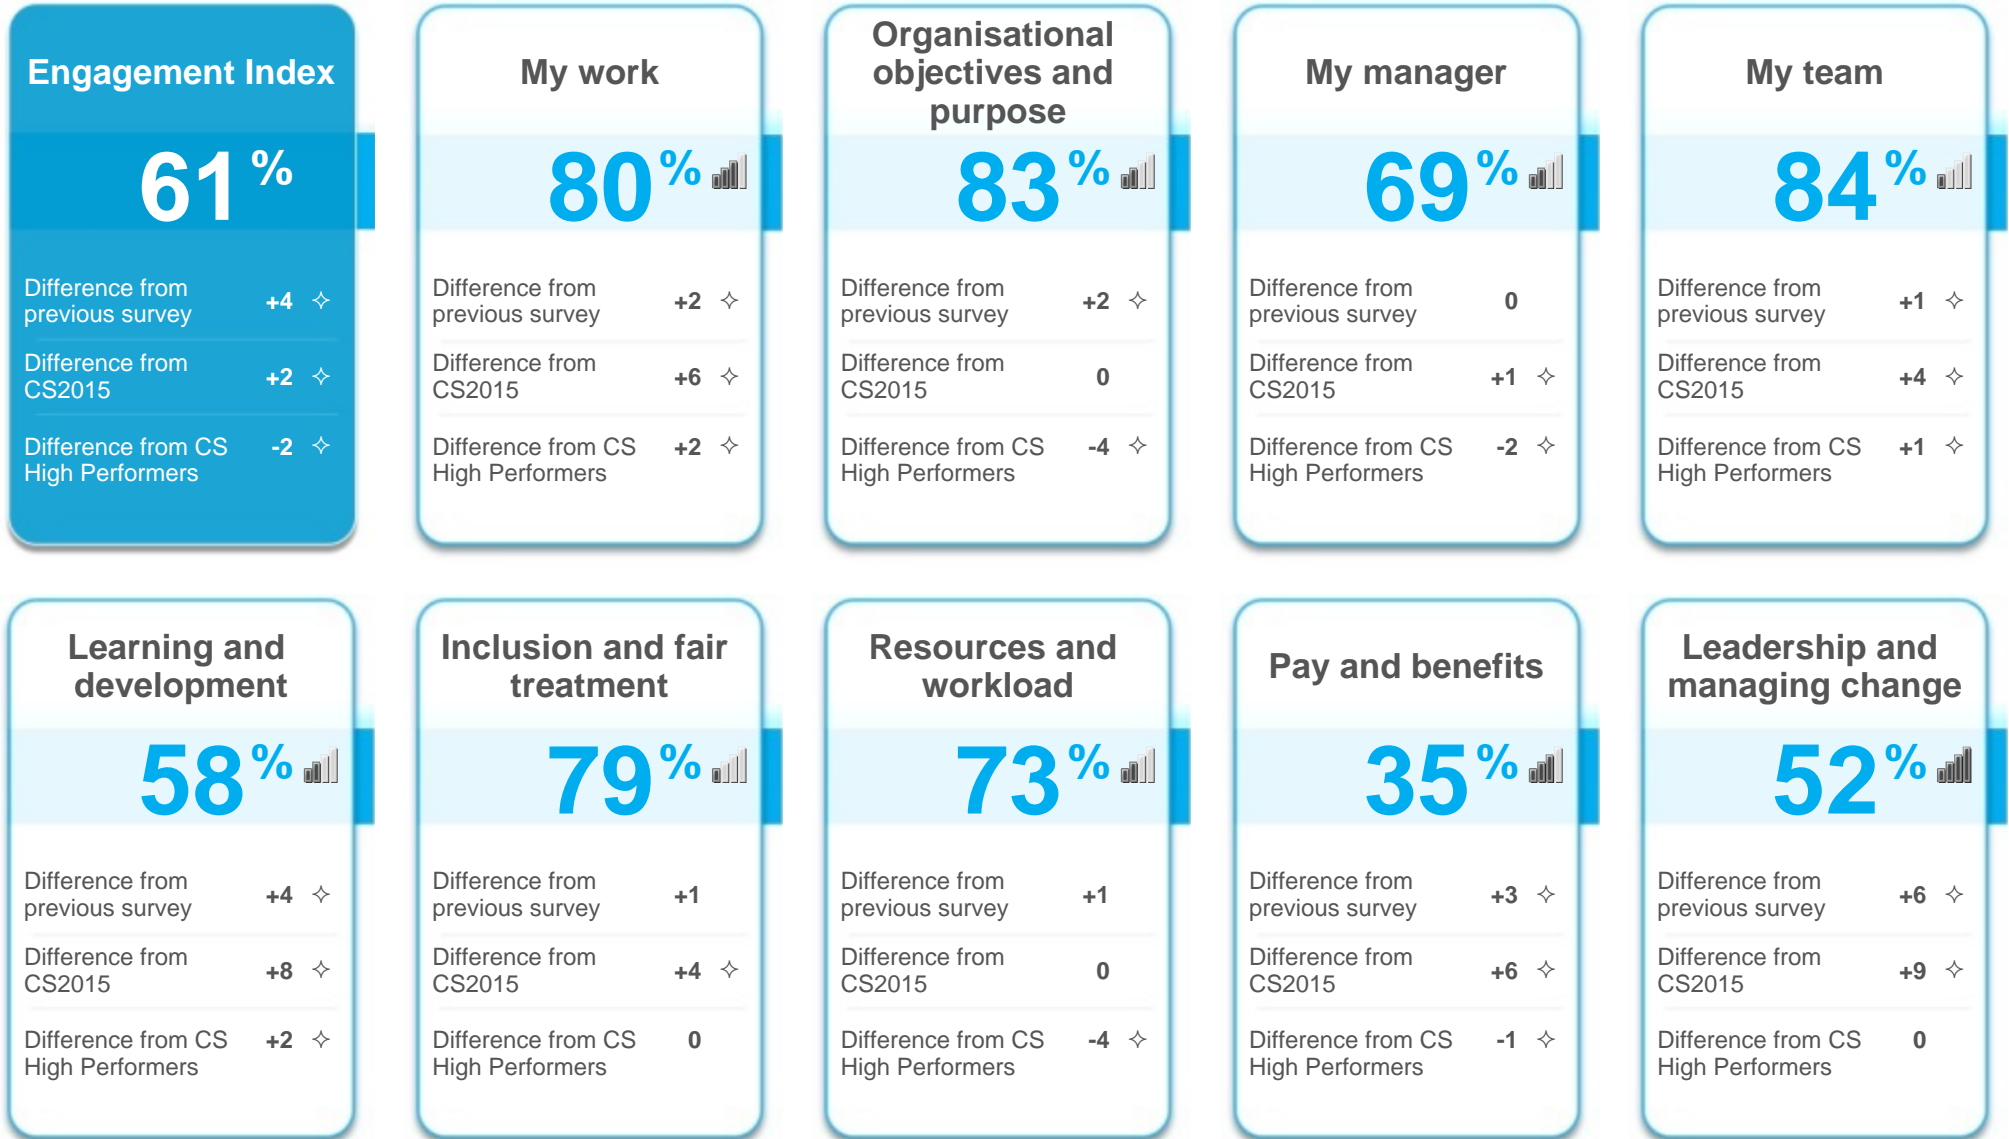 Engagement Index
61%
Difference from
previous survey +4 ✧
Difference from
CS2015 +2 ✧
Difference from CS
High Performers -2 ✧
My work
80%
Difference from
previous survey +2 ✧
Difference from
CS2015 +6 ✧
Difference from CS
High Performers +2 ✧
Organisational
objectives and
purpose
83%
Difference from
previous survey +2 ✧
Difference from
CS2015 0
Difference from CS
High Performers -4 ✧
My manager
69%
Difference from
previous survey 0
Difference from
CS2015 +1 ✧
Difference from CS
High Performers -2 ✧
My team
84%
Difference from
previous survey +1 ✧
Difference from
CS2015 +4 ✧
Difference from CS
High Performers +1 ✧
Learning and
development
58%
Difference from
previous survey +4 ✧
Difference from
CS2015 +8 ✧
Difference from CS
High Performers +2 ✧
Inclusion and fair
treatment
79%
Difference from
previous survey +1
Difference from
CS2015 +4 ✧
Difference from CS
High Performers 0
Resources and
workload
73%
Difference from
previous survey +1
Difference from
CS2015 0
Difference from CS
High Performers -4 ✧
Pay and benefits
35%
Difference from
previous survey +3 ✧
Difference from
CS2015 +6 ✧
Difference from CS
High Performers -1 ✧
Leadership and
managing change
52%
Difference from
previous survey +6 ✧
Difference from
CS2015 +9 ✧
Difference from CS
High Performers 0